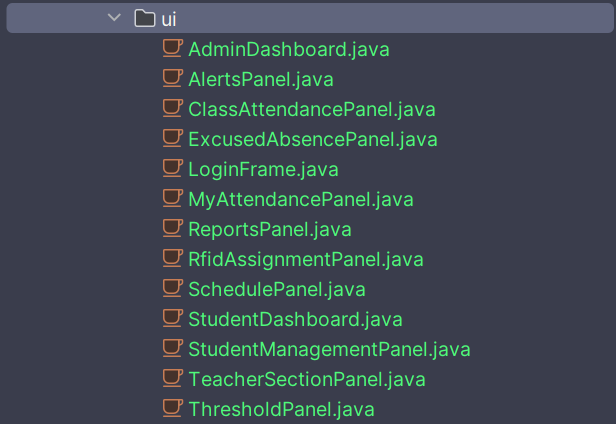 ui
AdminDashboard.java
AlertsPanel.java
ClassAttendancePanel.java
ExcusedAbsencePanel.java
LoginFrame.java
MyAttendancePanel.java
ReportsPanel.java
RfidAssignmentPanel.java
SchedulePanel.java
StudentDashboard.java
StudentManagementPanel.java
TeacherSectionPanel.java
ThresholdPanel.java